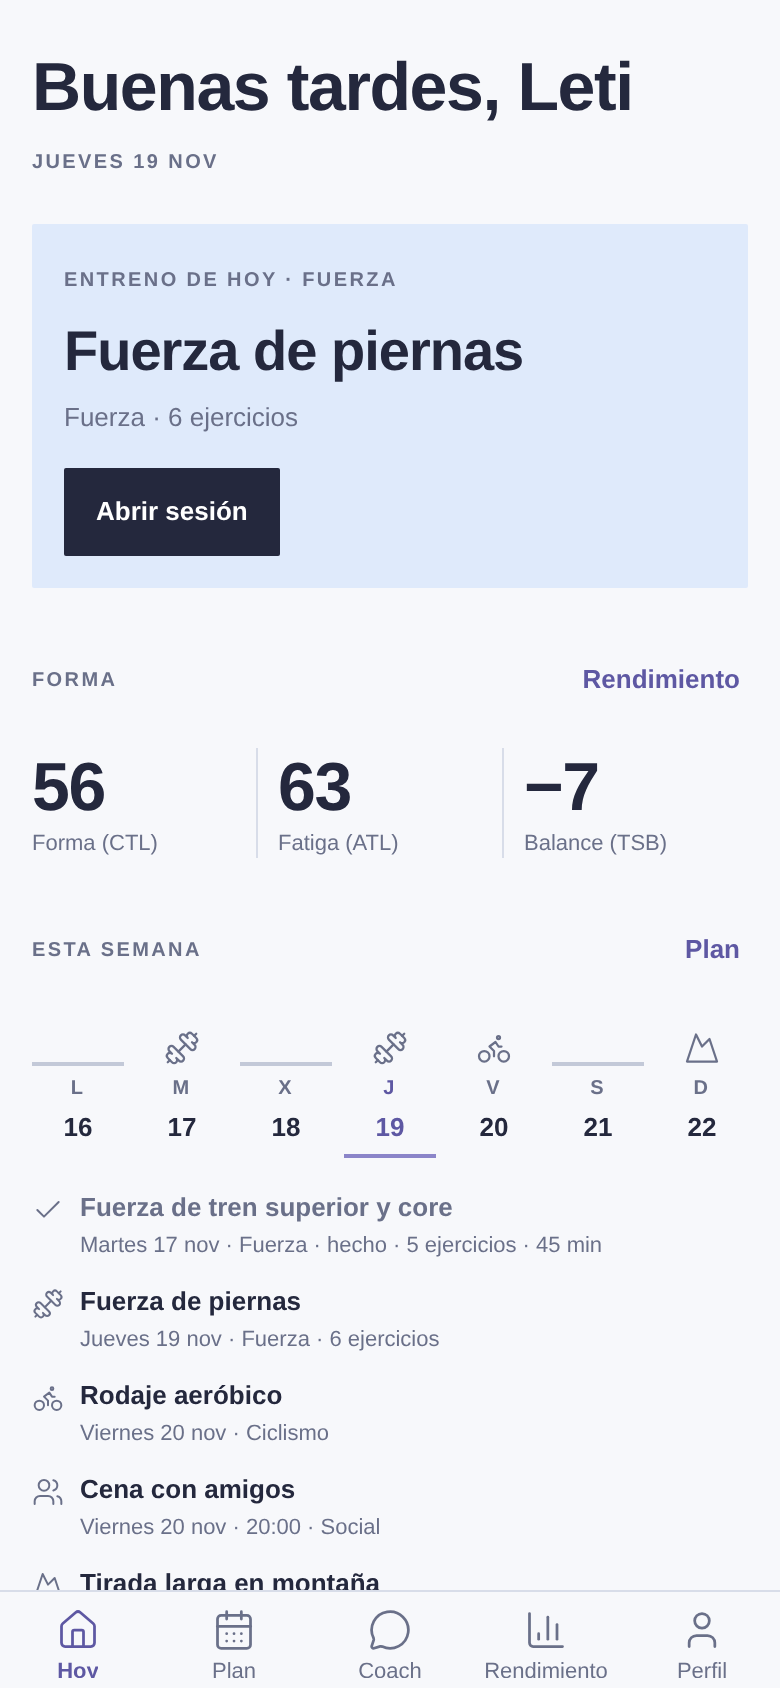 Buenas tardes, Leti
JUEVES 19 NOV
ENTRENO DE HOY · FUERZA
Fuerza de piernas
Fuerza · 6 ejercicios
Abrir sesión
FORMA
Rendimiento
56
63
−7
Forma (CTL)
Fatiga (ATL)
Balance (TSB)
ESTA SEMANA
Plan
L M X J V S D
16 17 18 19 20 21 22
Fuerza de tren superior y core
Martes 17 nov · Fuerza · hecho · 5 ejercicios · 45 min
Fuerza de piernas
Jueves 19 nov · Fuerza · 6 ejercicios
Rodaje aeróbico
Viernes 20 nov · Ciclismo
Cena con amigos
Viernes 20 nov · 20:00 · Social
Tirada larga en montaña
Hoy
Plan
Coach
Rendimiento
Perfil